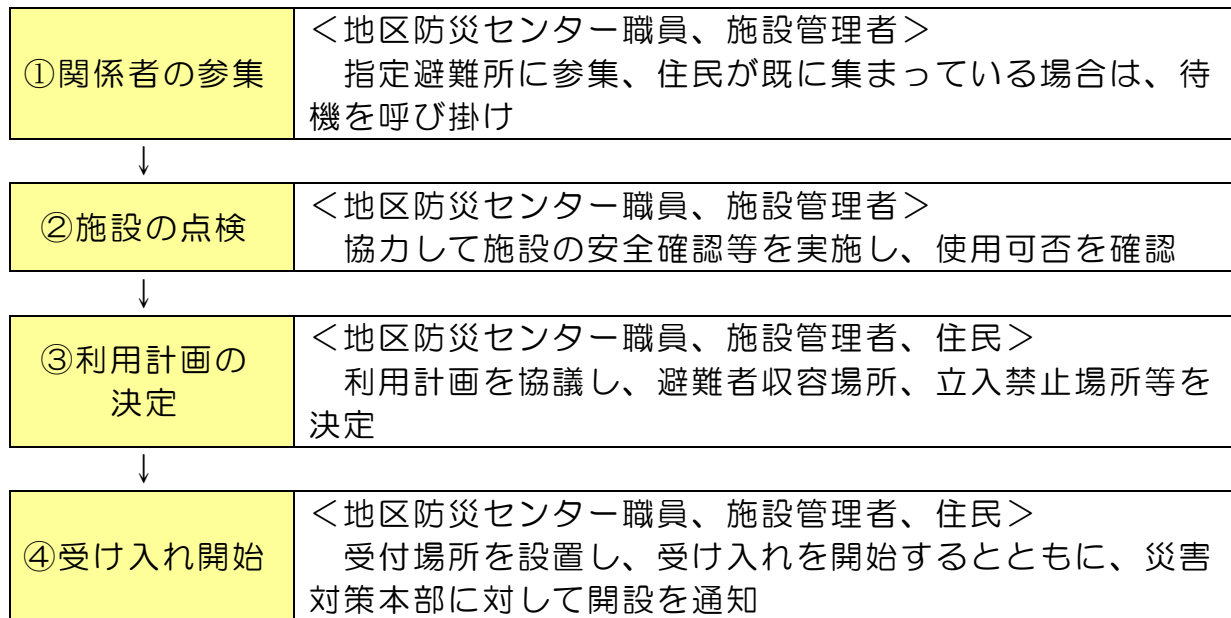 ①関係者の参集
＜地区防災センター職員、施設管理者＞
指定避難所に参集、住民が既に集まっている場合は、待
機を呼び掛け
↓
②施設の点検
＜地区防災センター職員、施設管理者＞
協力して施設の安全確認等を実施し、使用可否を確認
↓
③利用計画の
決定
＜地区防災センター職員、施設管理者、住民＞
利用計画を協議し、避難者収容場所、立入禁止場所等を
決定
↓
④受け入れ開始
＜地区防災センター職員、施設管理者、住民＞
受付場所を設置し、受け入れを開始するとともに、災害
対策本部に対して開設を通知